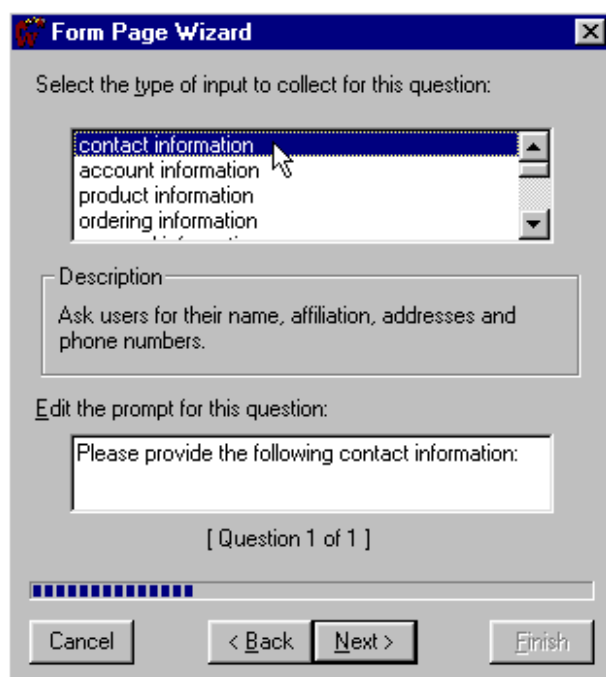 Form Page Wizard
Select the type of input to collect for this question:
contact information
account information
product information
ordering information
Description
Ask users for their name, affiliation, addresses and
phone numbers.
Edit the prompt for this question:
Please provide the following contact information:
[ Question 1 of 1 ]
Cancel
< Back
Next >
Finish